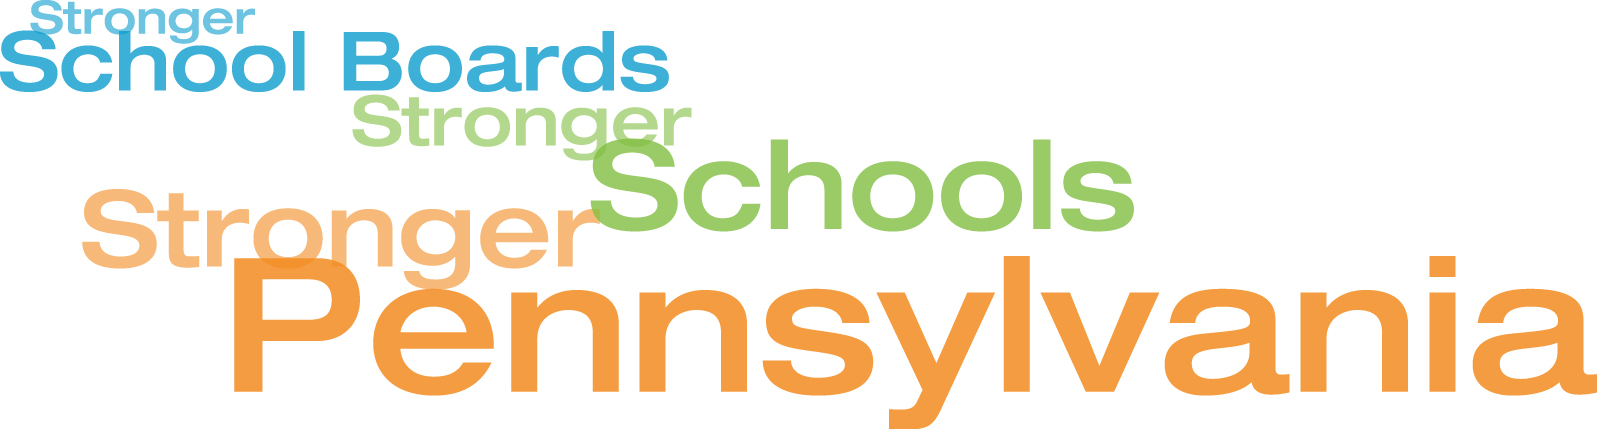 Stronger
School Boards
Stronger
Schools
Stronger
Pennsylvania